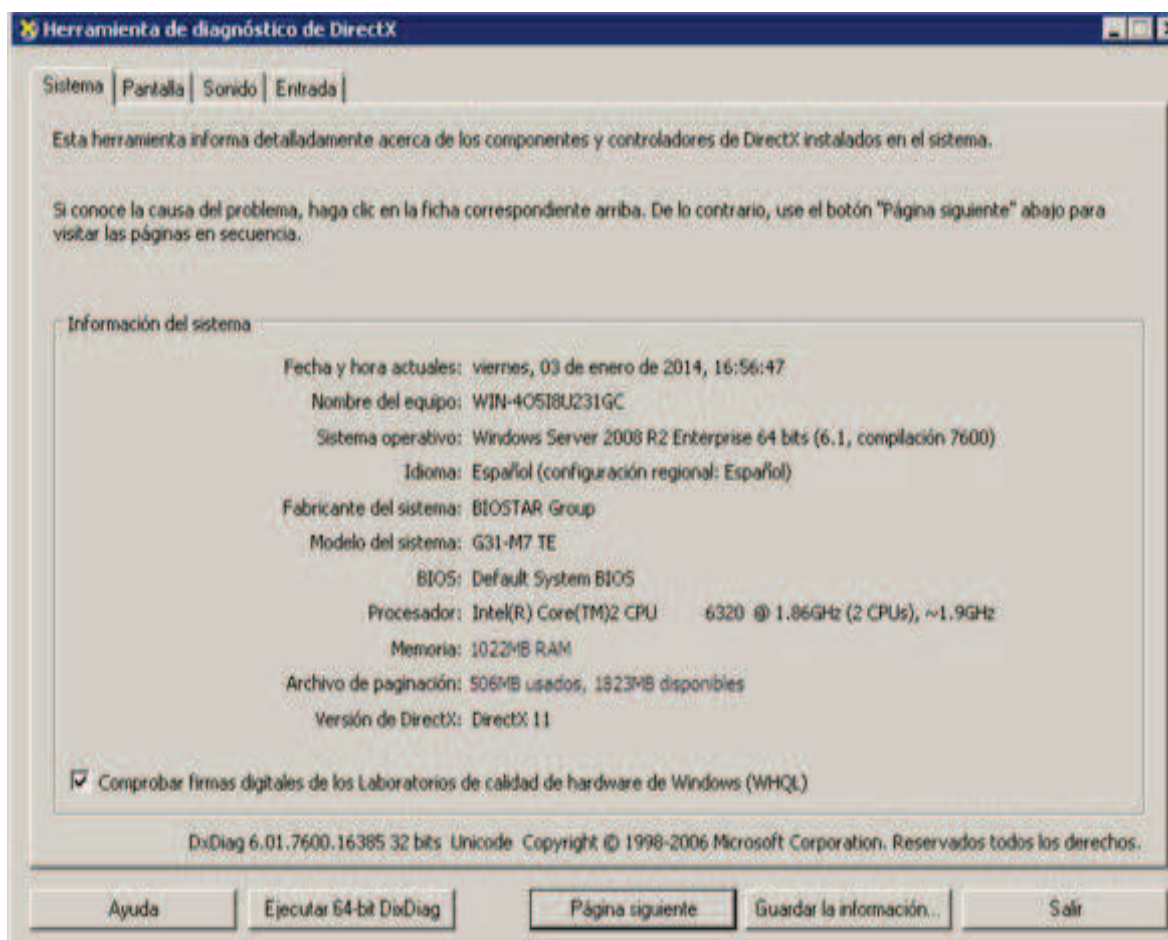 Herramienta de diagnóstico de DirectX
Sistema Pantalla Sonido Entrada
Esta herramienta informa detalladamente acerca de los componentes y controladores de DirectX instalados en el sistema.
Si conoce la causa del problema, haga clic en la ficha correspondiente arriba. De lo contrario, use el botón "Página siguiente" abajo para
visitar las páginas en secuencia.
Información del sistema
Fecha y hora actuales: viernes, 03 de enero de 2014, 16:56:47
Nombre del equipo: WIN-4O5I8U231GC
Sistema operativo: Windows Server 2008 R2 Enterprise 64 bits (6.1, compilación 7600)
Idioma: Español (configuración regional: Español)
Fabricante del sistema: BIOSTAR Group
Modelo del sistema: G31-M7 TE
BIOS: Default System BIOS
Procesador: Intel(R) Core(TM)2 CPU 6320 @ 1.86GHz (2 CPUs), ~1.9GHz
Memoria: 1022MB RAM
Archivo de paginación: 506MB usados, 1823MB disponibles
Versión de DirectX: DirectX 11
Comprobar firmas digitales de los Laboratorios de calidad de hardware de Windows (WHQL)
DxDiag 6.01.7600.16385 32 bits Unicode Copyright © 1998-2006 Microsoft Corporation. Reservados todos los derechos.
Ayuda Ejecutar 64-bit DxDiag Página siguiente Guardar la información... Salir